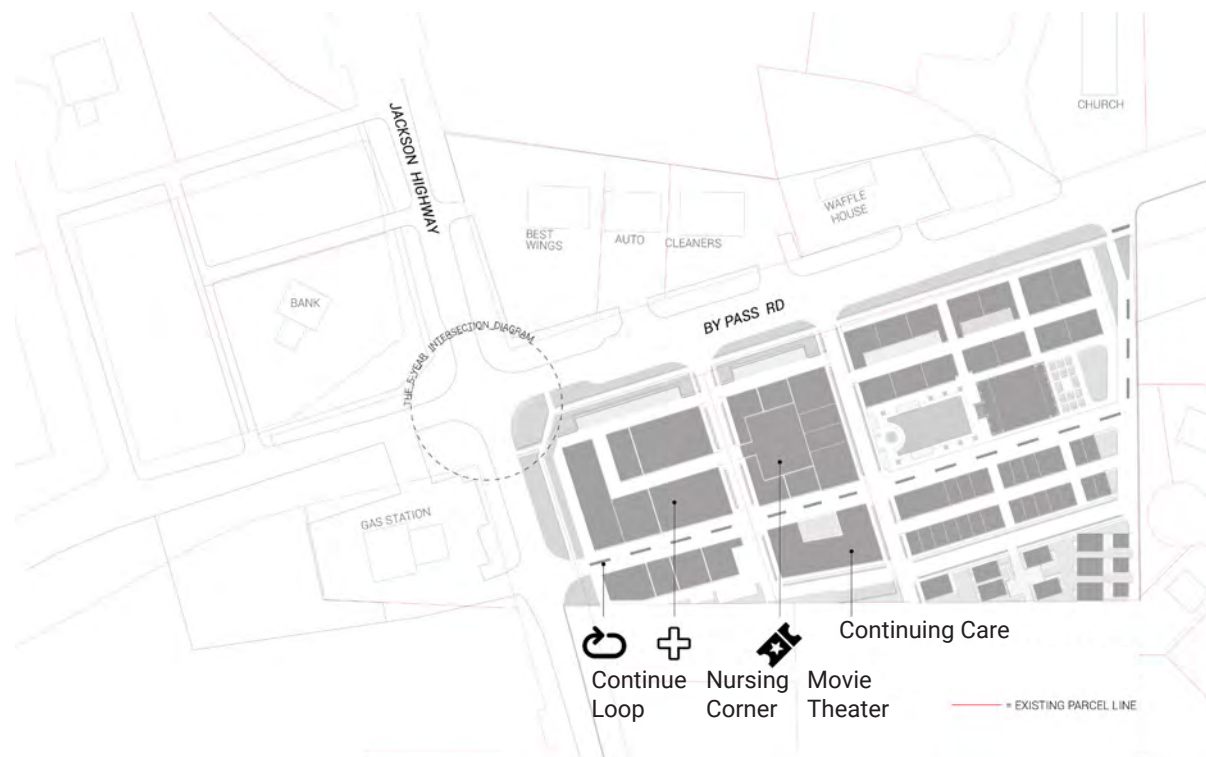 CHURCH
JACKSON HIGHWAY
WAFFLE
HOUSE
BEST
WINGS
AUTO
CLEANERS
BANK
BY PASS RD
THE 5 YEAR INTERSECTION DIAGRAM
GAS STATION
Continuing Care
Continue
Loop
Nursing
Corner
Movie
Theater
= EXISTING PARCEL LINE